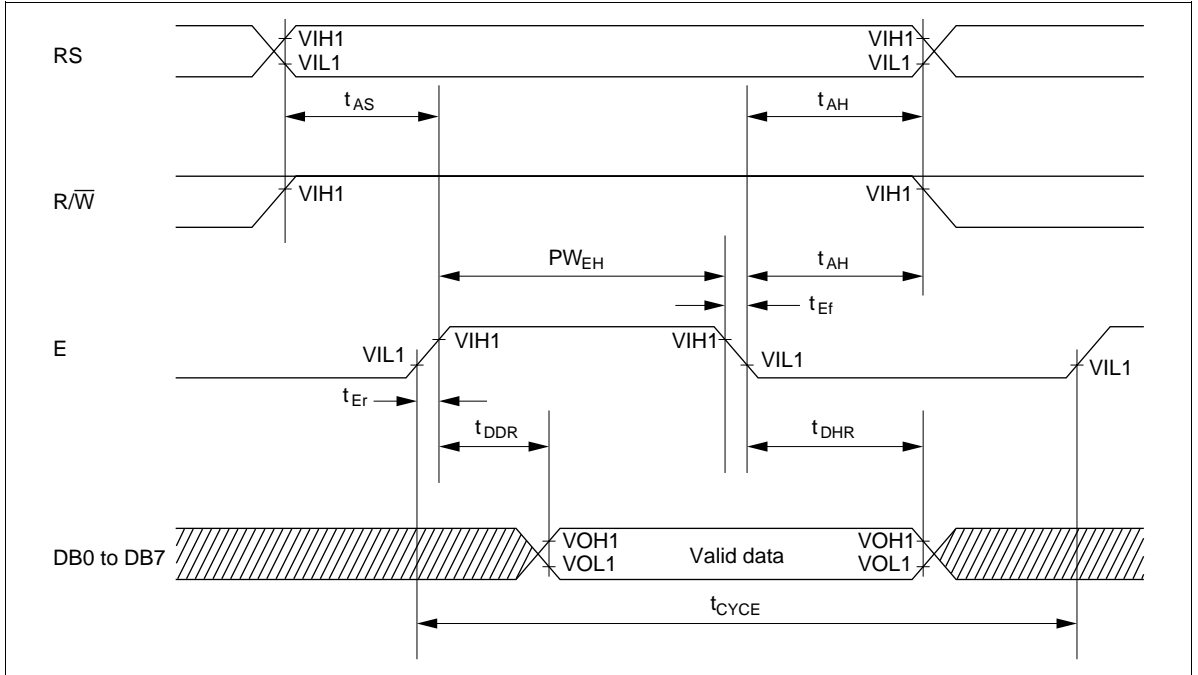 RS
VIH1
VIL1
VIH1
VIL1
tAS
tAH
R/W̅
VIH1
VIH1
PWEH
tAH
tEf
E
VIL1
VIH1
VIH1
VIL1
VIL1
tEr
tDDR
tDHR
DB0 to DB7
VOH1
VOL1
Valid data
VOH1
VOL1
tCYCE